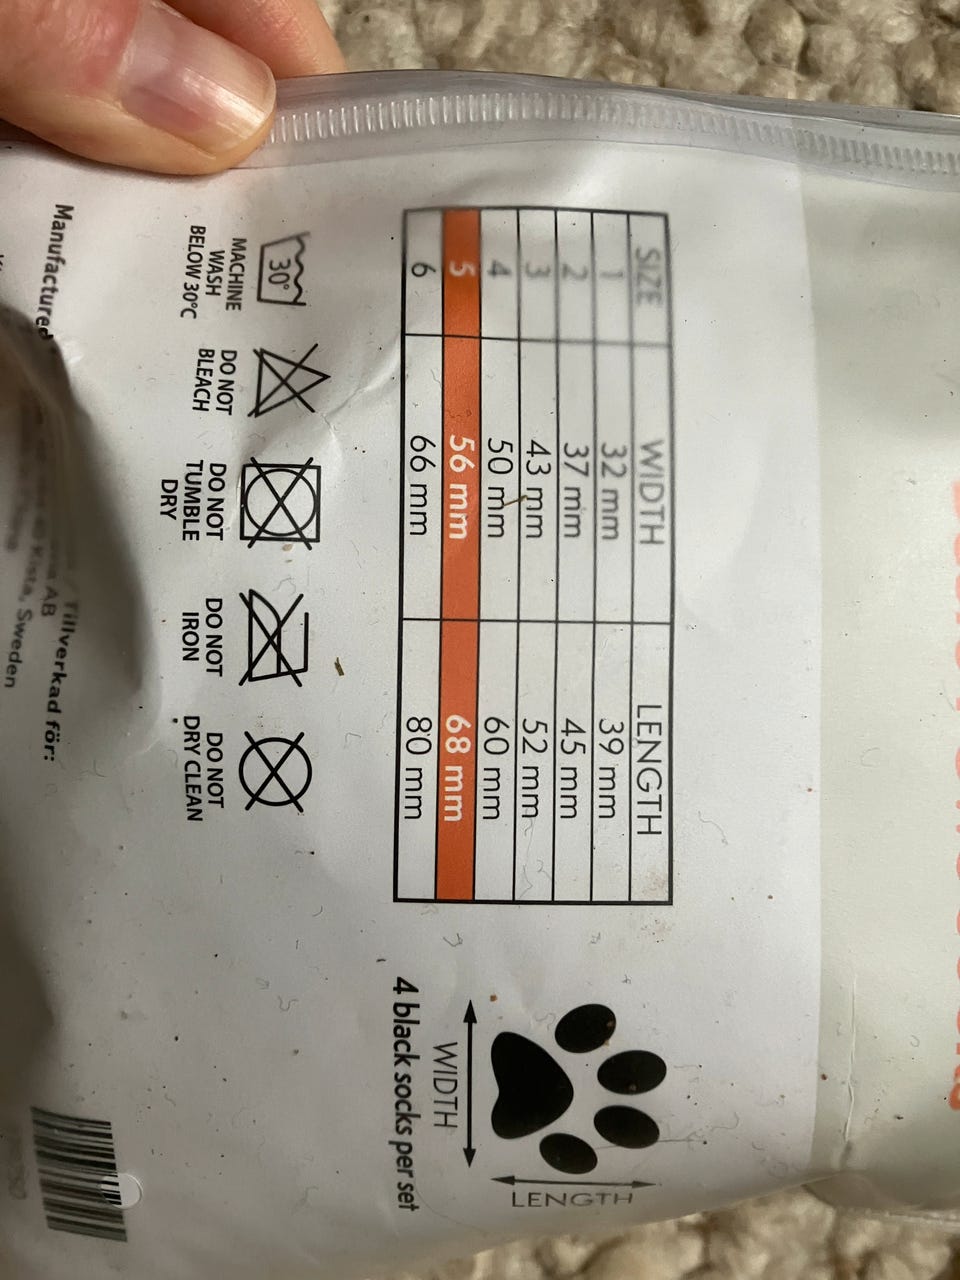 SIZE WIDTH LENGTH
1 32 mm 39 mm
2 37 mm 45 mm
3 43 mm 52 mm
4 50 mm 60 mm
5 56 mm 68 mm
6 66 mm 80 mm
WIDTH
LENGTH
4 black socks per set
30°
MACHINE
WASH
BELOW 30°C
DO NOT
BLEACH
DO NOT
TUMBLE
DRY
DO NOT
IRON
DO NOT
DRY CLEAN
Manufactured / Tillverkad för:
AB
Kista, Sweden